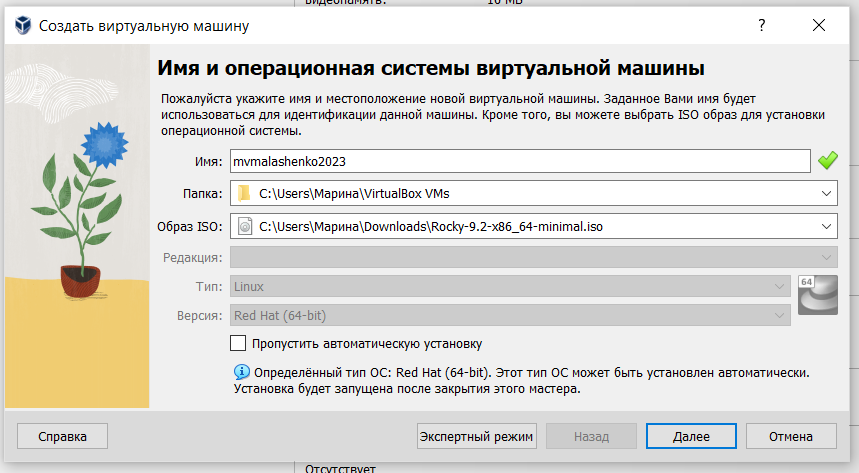 Видеопамять: 16 МБ
Создать виртуальную машину
?
Имя и операционная системы виртуальной машины
Пожалуйста укажите имя и местоположение новой виртуальной машины. Заданное Вами имя будет
использоваться для идентификации данной машины. Кроме того, вы можете выбрать ISO образ для установки
операционной системы.
Имя: mvmalashenko2023
Папка: C:\Users\Марина\VirtualBox VMs
Образ ISO: C:\Users\Марина\Downloads\Rocky-9.2-x86_64-minimal.iso
Редакция:
Тип: Linux
64
Версия: Red Hat (64-bit)
Пропустить автоматическую установку
Определённый тип ОС: Red Hat (64-bit). Этот тип ОС может быть установлен автоматически.
Установка будет запущена после закрытия этого мастера.
Справка Экспертный режим Назад Далее Отмена
Отсутствует